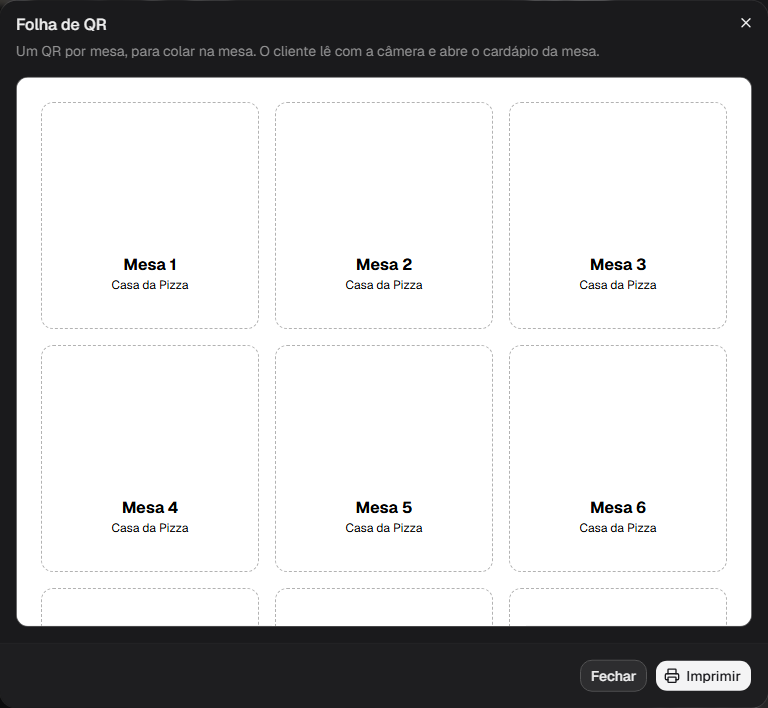 Folha de QR
Um QR por mesa, para colar na mesa. O cliente lê com a câmera e abre o cardápio da mesa.
Mesa 1
Casa da Pizza
Mesa 2
Casa da Pizza
Mesa 3
Casa da Pizza
Mesa 4
Casa da Pizza
Mesa 5
Casa da Pizza
Mesa 6
Casa da Pizza
Fechar
Imprimir